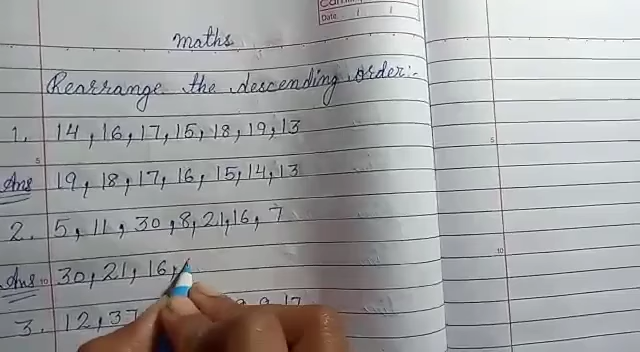 Date
maths
Rearrange the descending order:-
1. 14, 16, 17, 15, 18, 19, 13
Ans 19, 18, 17, 16, 15, 14, 13
2. 5, 11, 30, 8, 21, 16, 7
Ans 30, 21, 16,
3. 12, 37